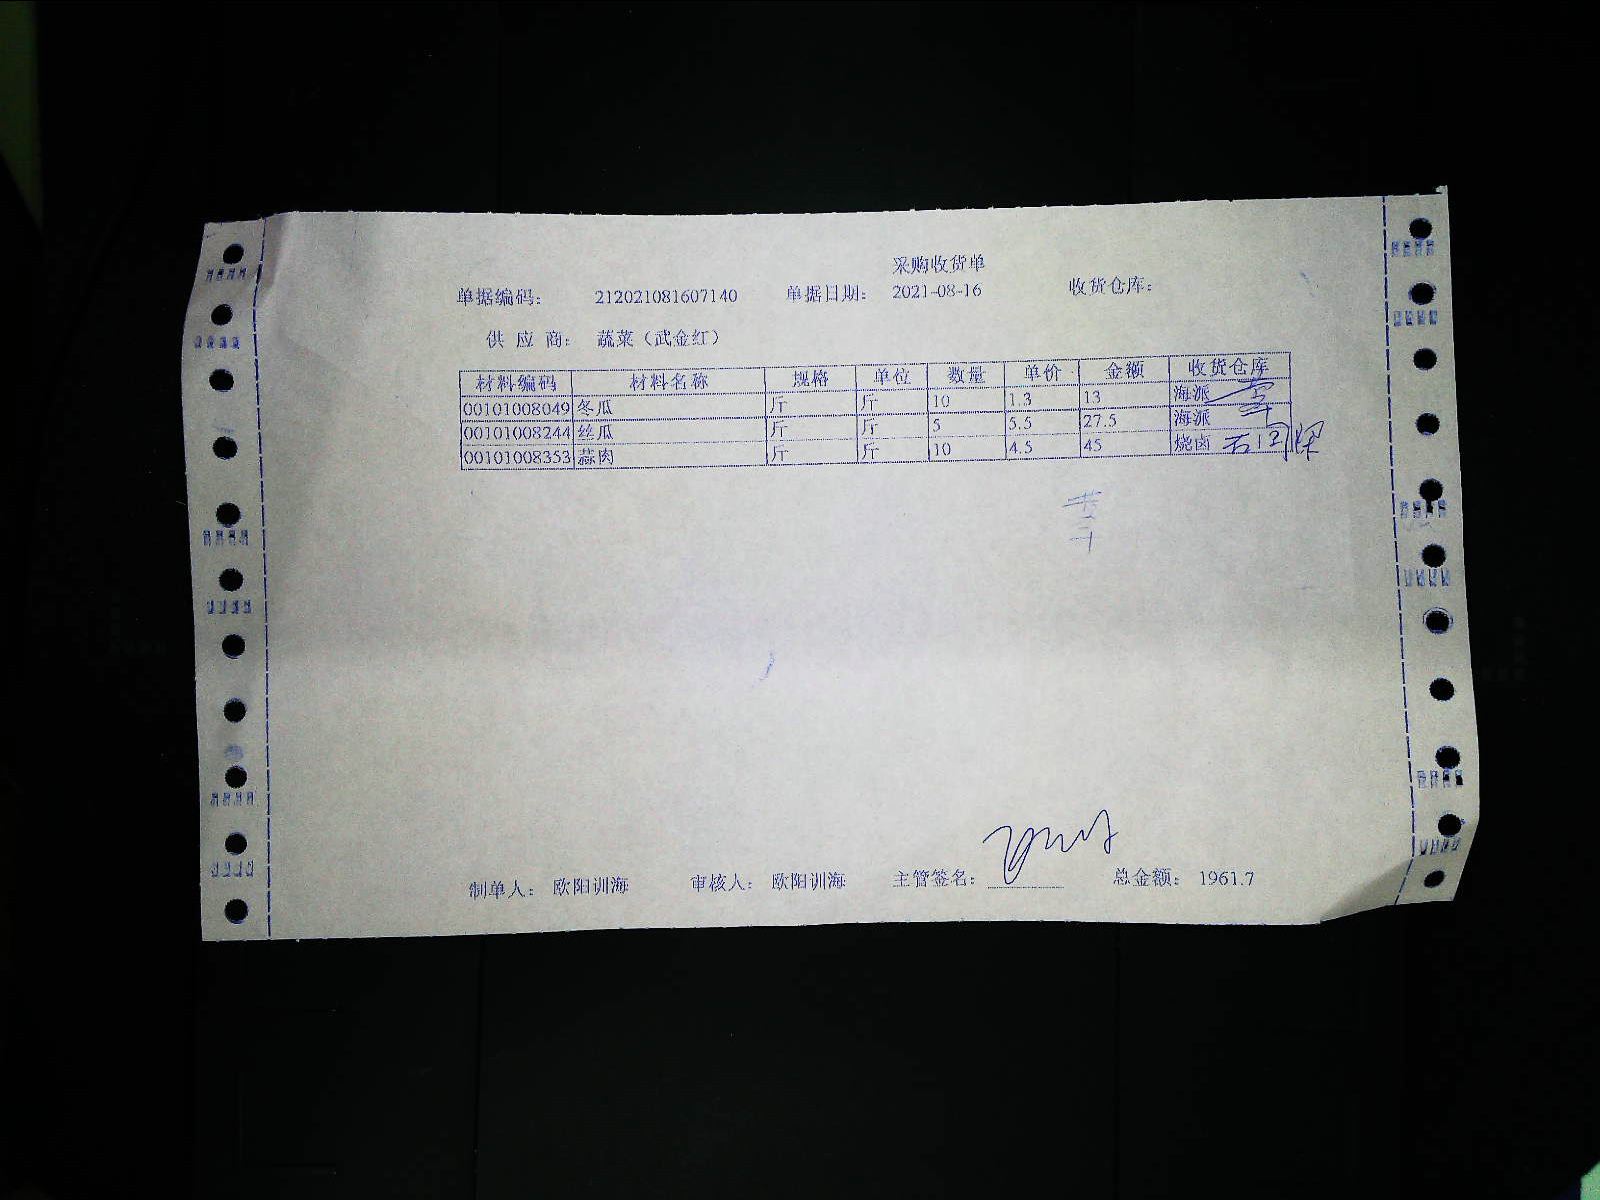 采购收货单
单据编码： 212021081607140 单据日期： 2021-08-16 收货仓库：
供 应 商： 蔬菜（武金红）
材料编码 材料名称 规格 单位 数量 单价 金额 收货仓库
00101008049 冬瓜 斤 斤 10 1.3 13 海派
00101008244 丝瓜 斤 斤 5 5.5 27.5 海派
00101008353 蒜肉 斤 斤 10 4.5 45 烧卤
制单人： 欧阳训海 审核人： 欧阳训海 主管签名： 总金额： 1961.7